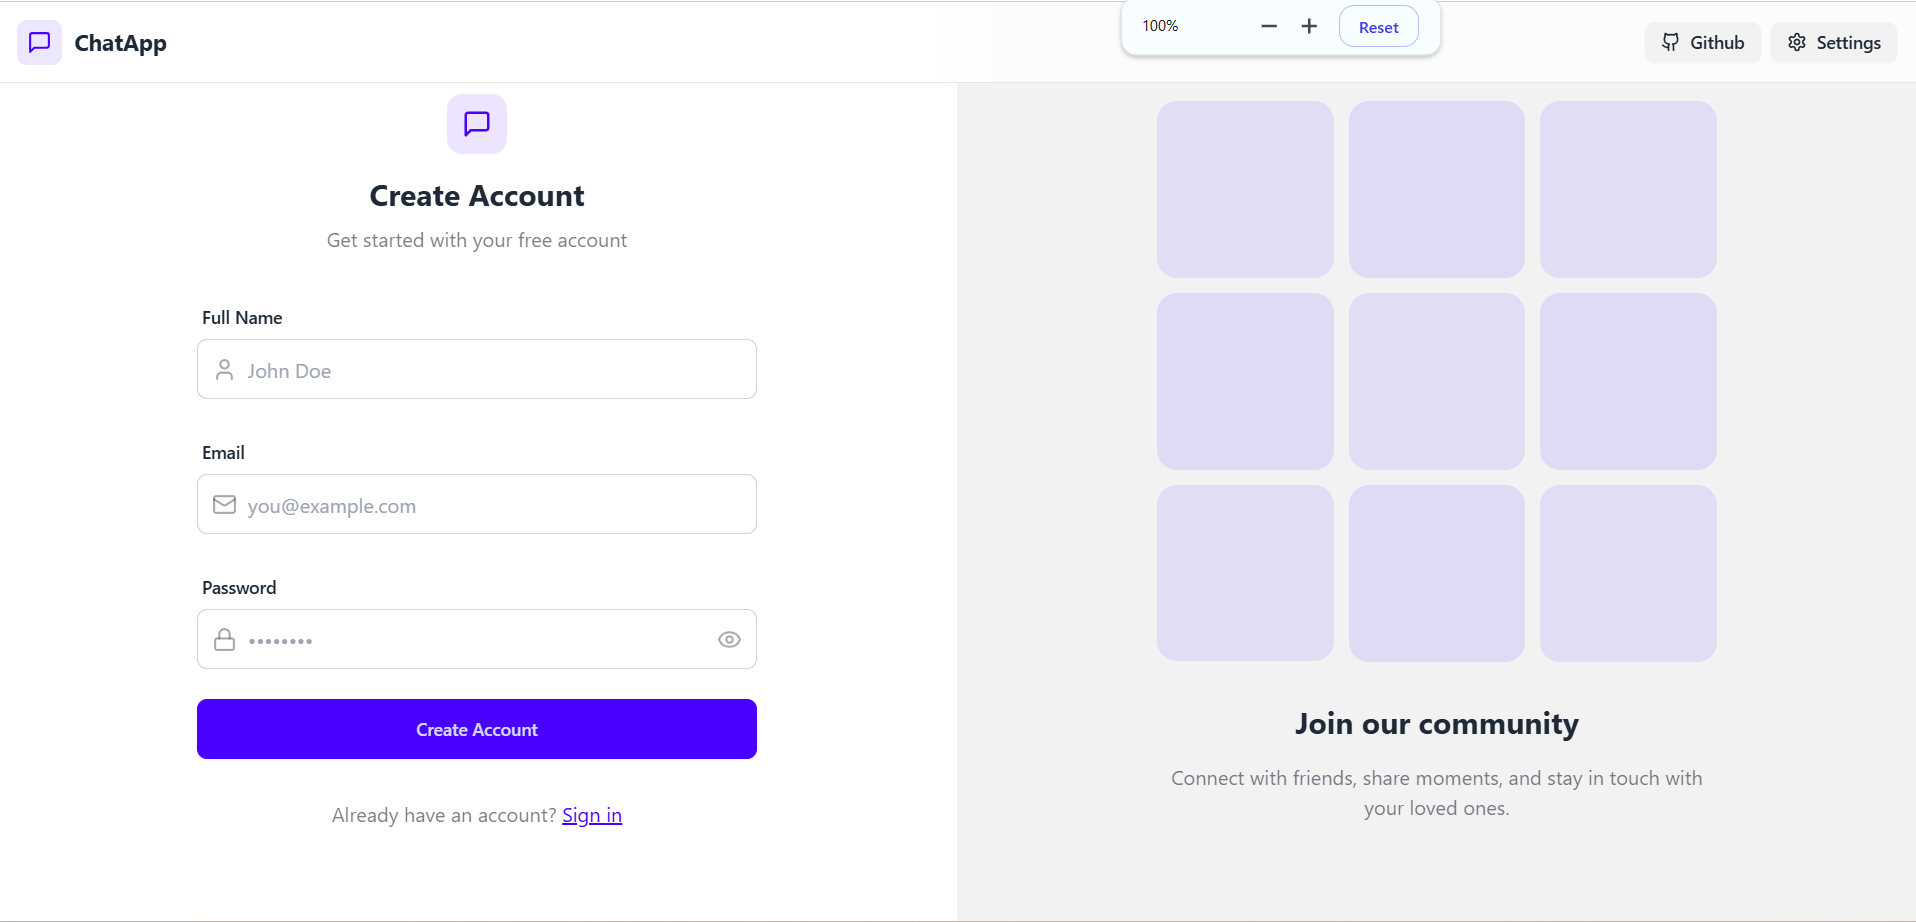 ChatApp
100%
Reset
Github
Settings
Create Account
Get started with your free account
Full Name
John Doe
Email
you@example.com
Password
••••••••
Create Account
Already have an account? Sign in
Join our community
Connect with friends, share moments, and stay in touch with
your loved ones.